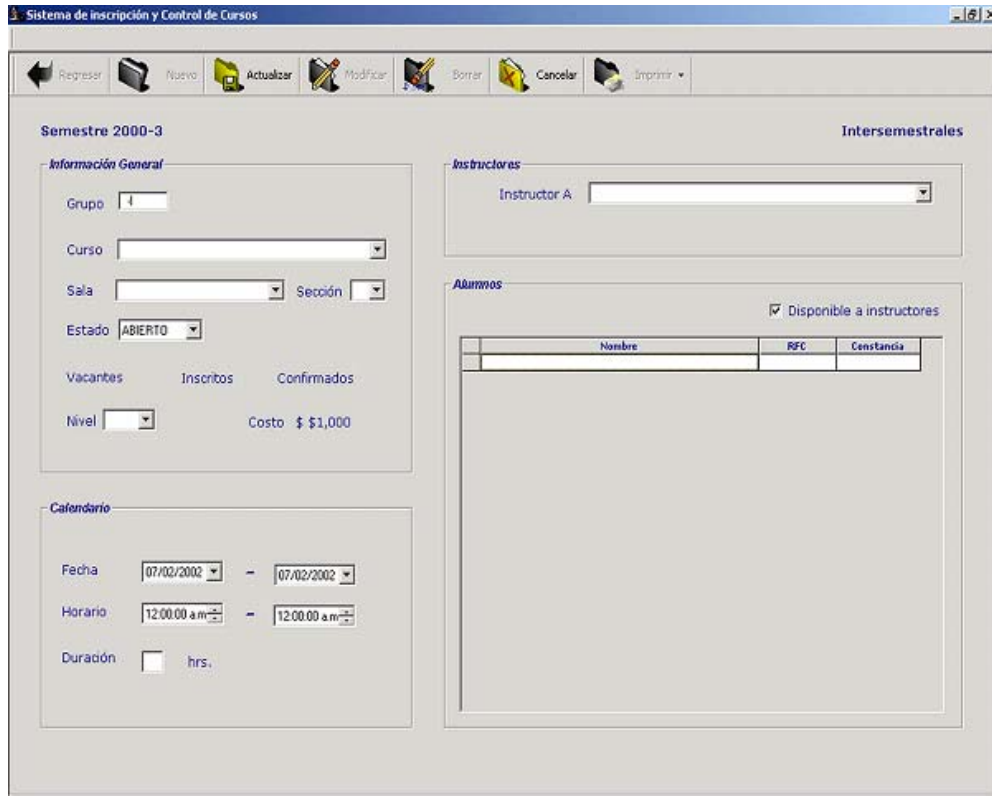 Sistema de inscripción y Control de Cursos
Regresar Nuevo Actualizar Modificar Borrar Cancelar Imprimir
Semestre 2000-3 Intersemestrales
Información General
Grupo
Curso
Sala Sección
Estado ABIERTO
Vacantes Inscritos Confirmados
Nivel Costo $ $1,000
Calendario
Fecha 07/02/2002 - 07/02/2002
Horario 12:00:00 a.m - 12:00:00 a.m
Duración hrs.
Instructores
Instructor A
Alumnos
Disponible a instructores
Nombre RFC Constancia